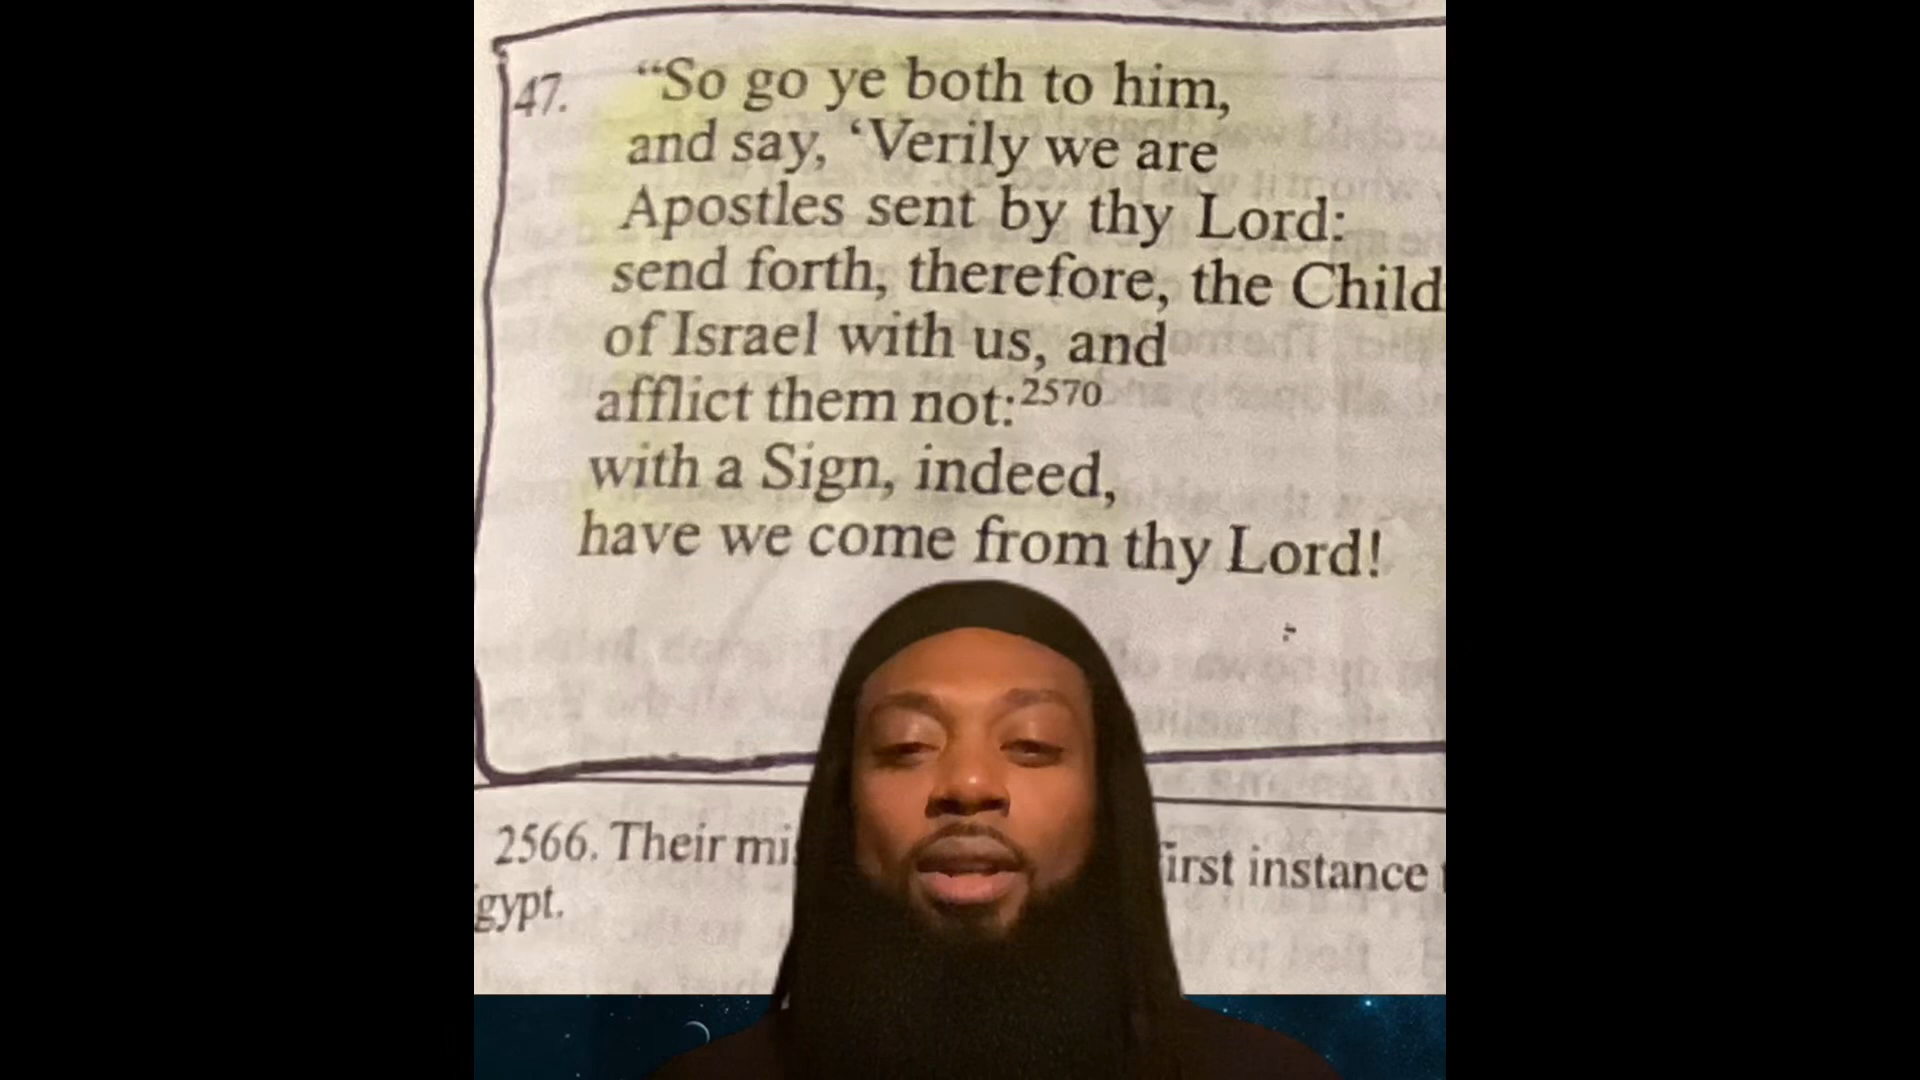 47. “So go ye both to him,
and say, ‘Verily we are
Apostles sent by thy Lord:
send forth, therefore, the Child
of Israel with us, and
afflict them not:2570
with a Sign, indeed,
have we come from thy Lord!
2566. Their irst instance
gypt.